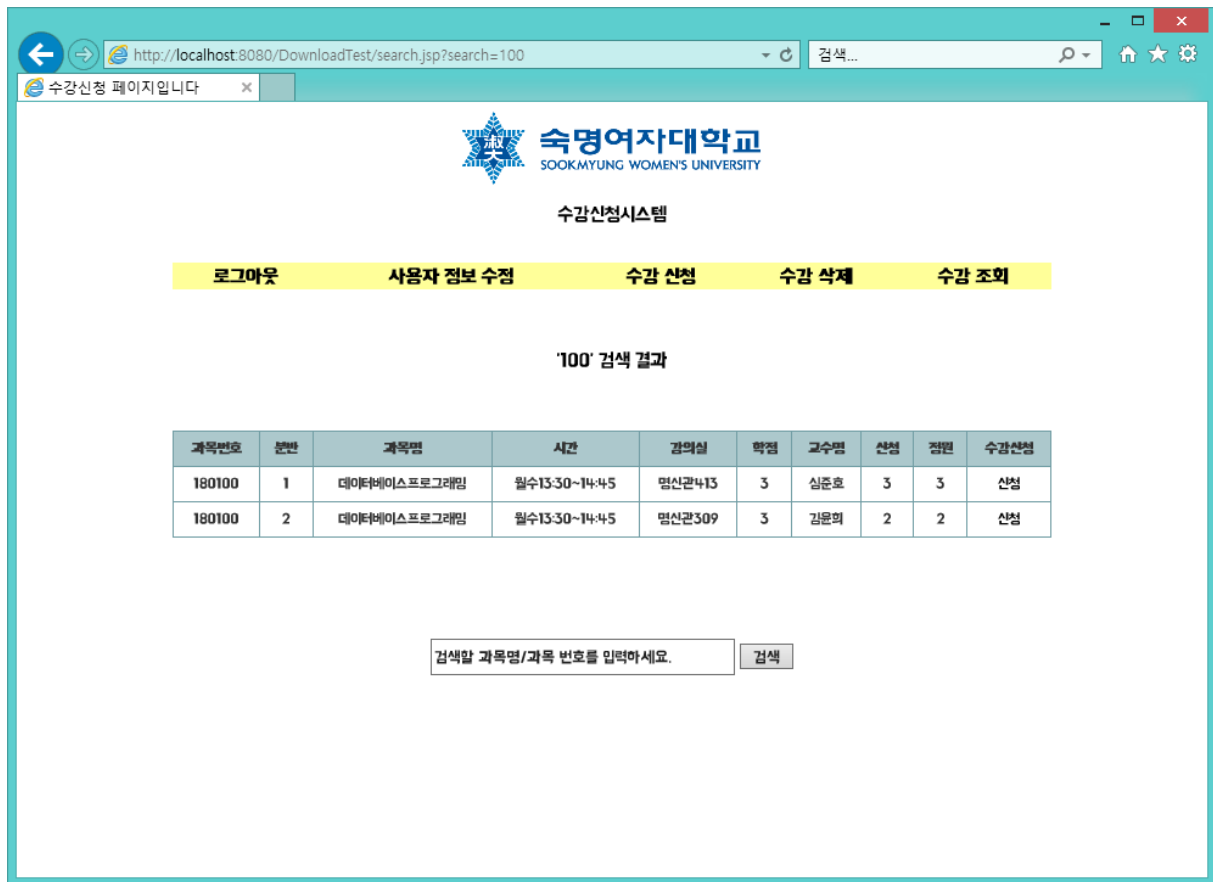 http://localhost:8080/DownloadTest/search.jsp?search=100
검색...
수강신청 페이지입니다
淑大
숙명여자대학교
SOOKMYUNG WOMEN'S UNIVERSITY
수강신청시스템
로그아웃 사용자 정보 수정 수강 신청 수강 삭제 수강 조회
'100' 검색 결과
과목번호 분반 과목명 시간 강의실 학점 교수명 신청 정원 수강신청
180100 1 데이터베이스프로그래밍 월수13:30~14:45 명신관413 3 심준호 3 3 신청
180100 2 데이터베이스프로그래밍 월수13:30~14:45 명신관309 3 김윤희 2 2 신청
검색할 과목명/과목 번호를 입력하세요. 검색